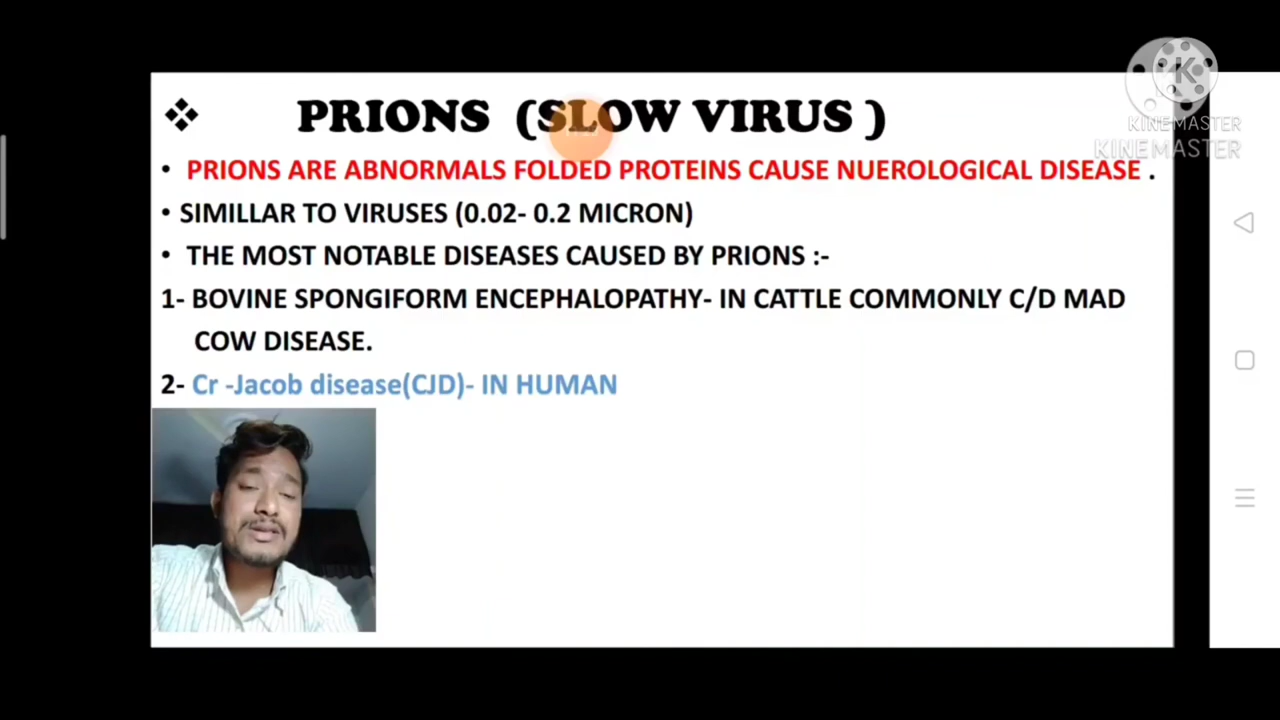 PRIONS (SLOW VIRUS )
• PRIONS ARE ABNORMALS FOLDED PROTEINS CAUSE NUEROLOGICAL DISEASE .
• SIMILLAR TO VIRUSES (0.02- 0.2 MICRON)
• THE MOST NOTABLE DISEASES CAUSED BY PRIONS :-
1- BOVINE SPONGIFORM ENCEPHALOPATHY- IN CATTLE COMMONLY C/D MAD
COW DISEASE.
2- Cr -Jacob disease(CJD)- IN HUMAN
K
KINEMASTER
KINEMASTER